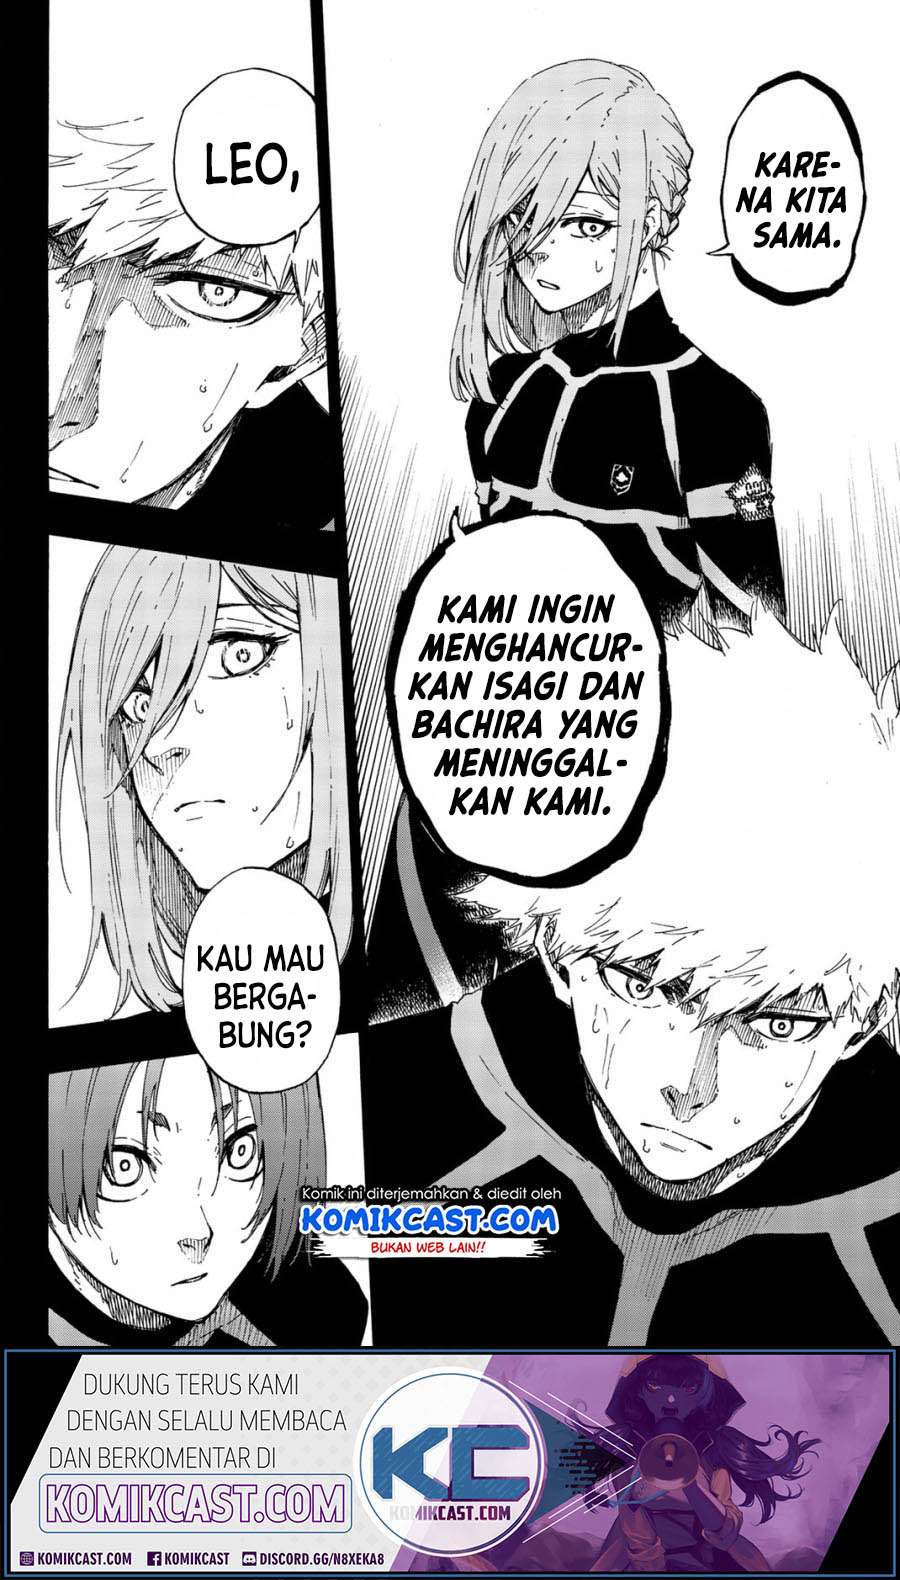 KARE-
NA KITA
SAMA.
KAMI INGIN
MENGHANCUR-
KAN ISAGI DAN
BACHIRA YANG
MENINGGAL-
KAN KAMI.
LEO,
KAU MAU
BERGA-
BUNG?
Komik ini diterjemahkan & diedit oleh
KOMIKCAST.COM
BUKAN WEB LAIN!!
DUKUNG TERUS KAMI
DENGAN SELALU MEMBACA
DAN BERKOMENTAR DI
KOMIKCAST.COM
KOMIKCAST.COM KOMIKCAST DISCORD.GG/N8XEKA8
KC
KOMIKCAST.COM